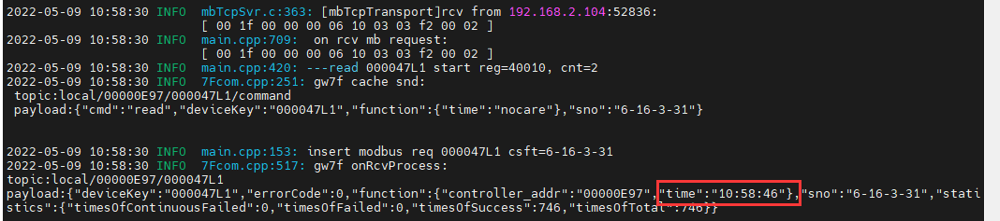 2022-05-09 10:58:30 INFO  mbTcpSvr.c:363: [mbTcpTransport]rcv from 192.168.2.104:52836:
[ 00 1f 00 00 00 06 10 03 03 f2 00 02 ]
2022-05-09 10:58:30 INFO  main.cpp:709:  on rcv mb request:
[ 00 1f 00 00 00 06 10 03 03 f2 00 02 ]
2022-05-09 10:58:30 INFO  main.cpp:420: ---read 000047L1 start reg=40010, cnt=2
2022-05-09 10:58:30 INFO  7Fcom.cpp:251: gw7f cache snd:
topic:local/00000E97/000047L1/command
payload:{"cmd":"read","deviceKey":"000047L1","function":{"time":"nocare"},"sno":"6-16-3-31"}
2022-05-09 10:58:30 INFO  main.cpp:153: insert modbus req 000047L1 csft=6-16-3-31
2022-05-09 10:58:30 INFO  7Fcom.cpp:517: gw7f onRcvProcess:
topic:local/00000E97/000047L1
payload:{"deviceKey":"000047L1","errorCode":0,"function":{"controller_addr":"00000E97","time":"10:58:46"},"sno":"6-16-3-31","stati
stics":{"timesOfContinuousFailed":0,"timesOfFailed":0,"timesOfSuccess":746,"timesOfTotal":746}}